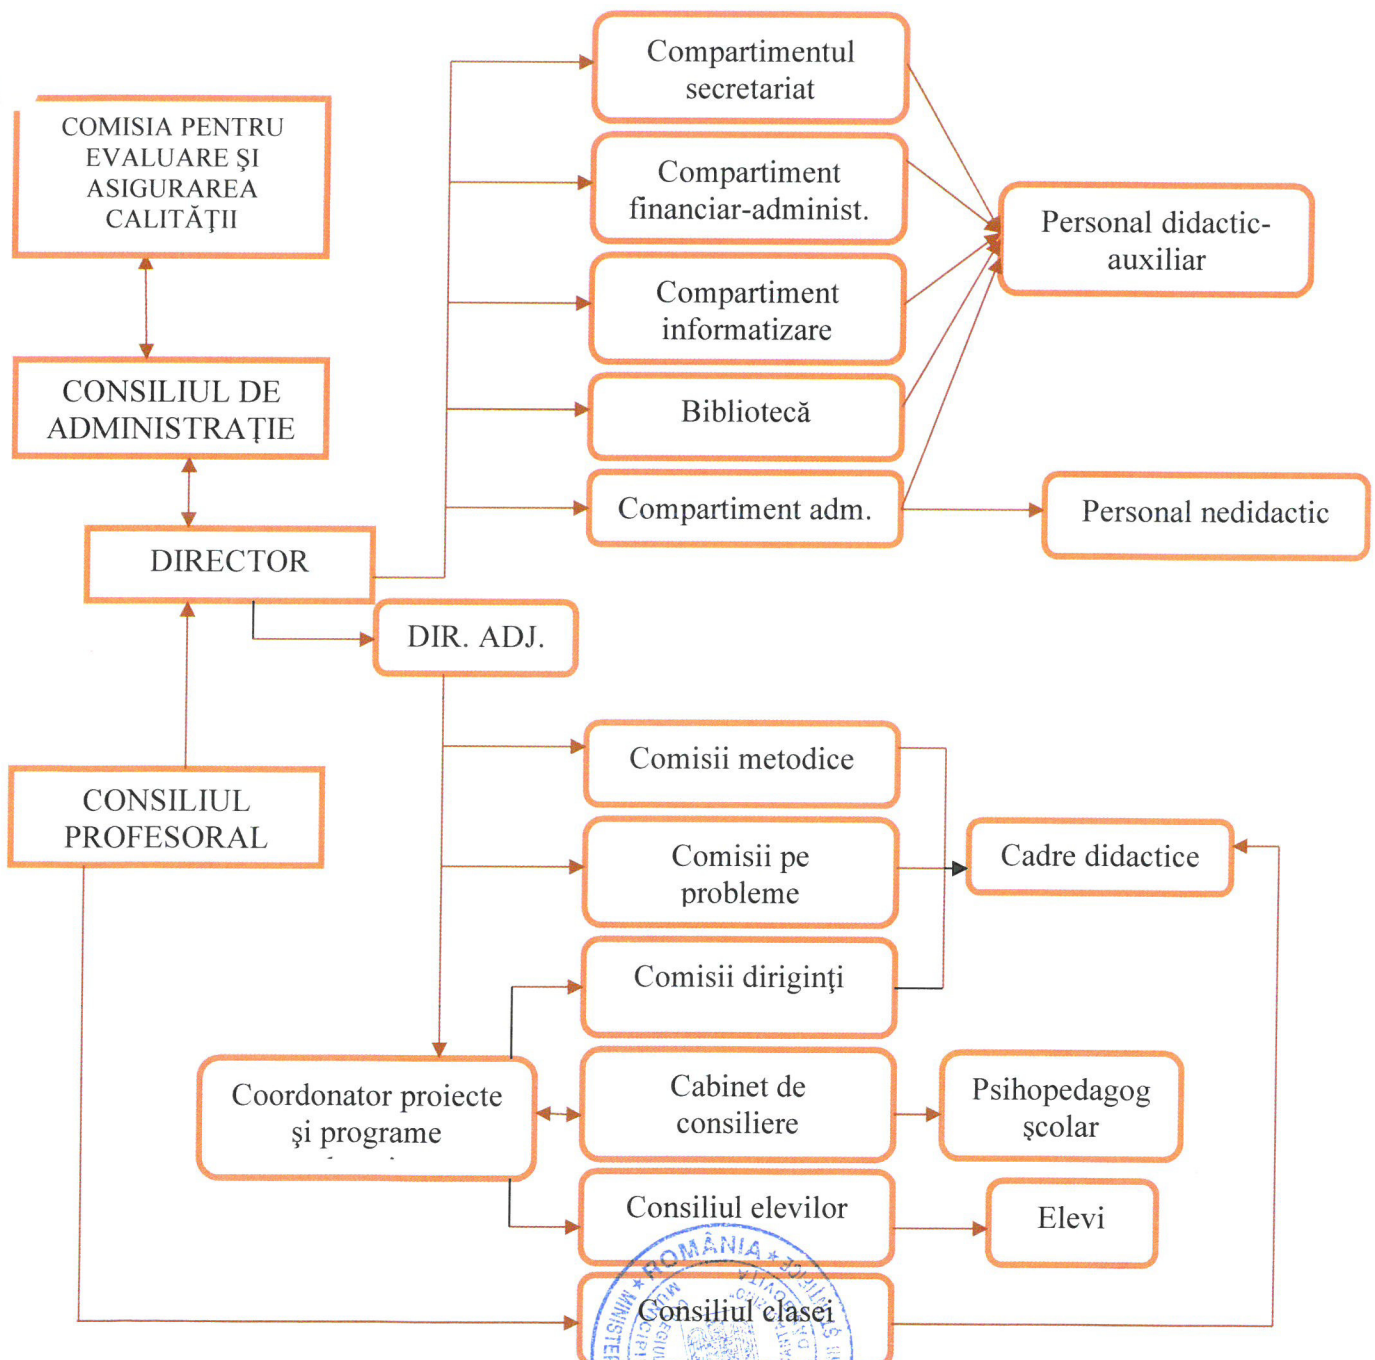 Compartimentul
secretariat
COMISIA PENTRU
EVALUARE ŞI
ASIGURAREA
CALITĂŢII
Compartiment
financiar-administ.
Personal didactic-
auxiliar
Compartiment
informatizare
CONSILIUL DE
ADMINISTRAŢIE
Bibliotecă
Compartiment adm.
Personal nedidactic
DIRECTOR
DIR. ADJ.
Comisii metodice
CONSILIUL
PROFESORAL
Comisii pe
probleme
Cadre didactice
Comisii diriginţi
Coordonator proiecte
şi programe
Cabinet de
consiliere
Psihopedagog
şcolar
Consiliul elevilor
Elevi
ROMÂNIA
Consiliul clasei